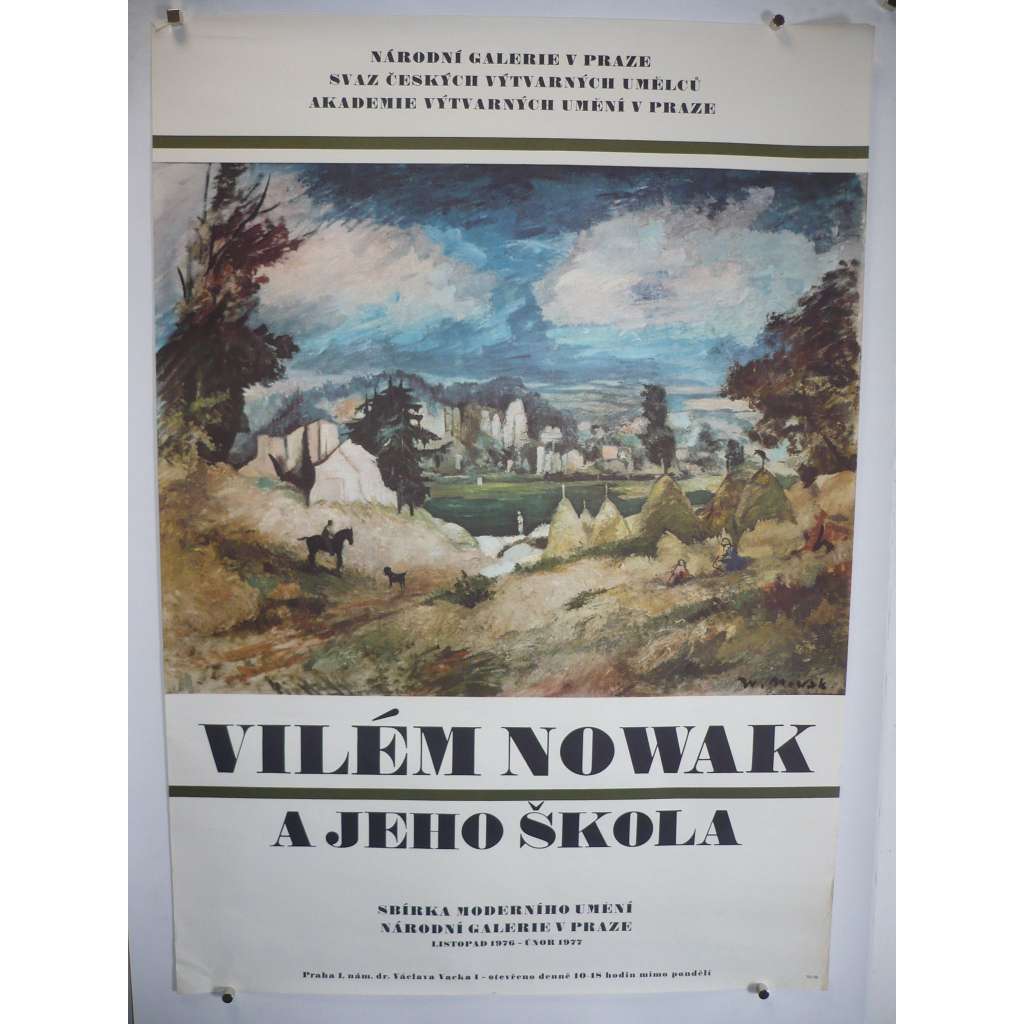 NÁRODNÍ GALERIE V PRAZE
SVAZ ČESKÝCH VÝTVARNÝCH UMĚLCŮ
AKADEMIE VÝTVARNÝCH UMĚNÍ V PRAZE
W. Nowak
VILÉM NOWAK
A JEHO ŠKOLA
SBÍRKA MODERNÍHO UMĚNÍ
NÁRODNÍ GALERIE V PRAZE
LISTOPAD 1976 - ÚNOR 1977
Praha 1, nám. dr. Václava Vacka 1 - otevřeno denně 10-18 hodin mimo pondělí